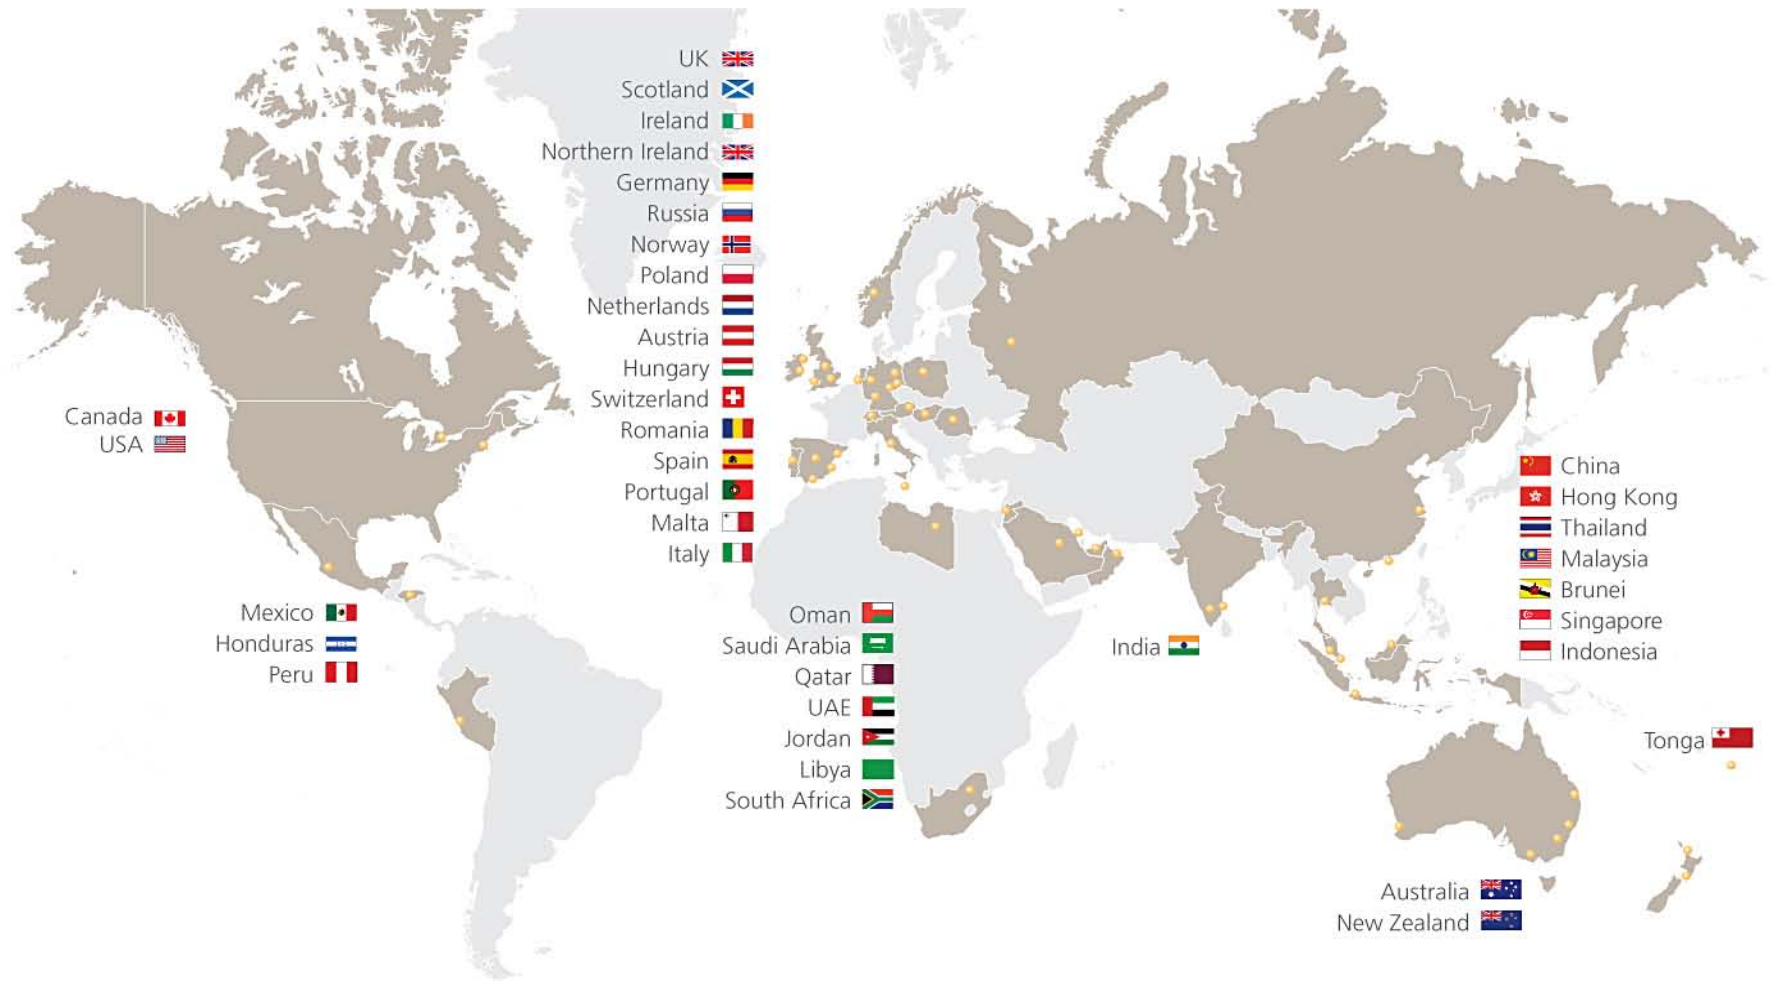 UK
Scotland
Ireland
Northern Ireland
Germany
Russia
Norway
Poland
Netherlands
Austria
Hungary
Switzerland
Romania
Spain
Portugal
Malta
Italy
Canada
USA
Mexico
Honduras
Peru
Oman
Saudi Arabia
Qatar
UAE
Jordan
Libya
South Africa
India
China
Hong Kong
Thailand
Malaysia
Brunei
Singapore
Indonesia
Tonga
Australia
New Zealand